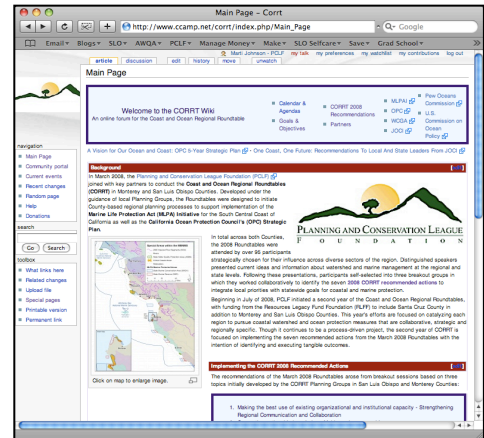 Main Page – Corrt
http://www.ccamp.net/corrt/index.php/Main_Page
Google
Email Blogs SLO AWQA PCLF Manage Money Make SLO Selfcare Save Grad School
Marti Johnson - PCLF my talk my preferences my watchlist my contributions log out
article discussion edit history move unwatch
Main Page
Welcome to the CORRT Wiki
An online forum for the Coast and Ocean Regional Roundtable
Calendar & Agendas
Goals & Objectives
CORRT 2008 Recommendations
Partners
MLPAI
OPC
WCGA
JOCI
Pew Oceans Commission
U.S. Commission on Ocean Policy
A Vision for Our Ocean and Coast: OPC 5-Year Strategic Plan - One Coast, One Future: Recommendations To Local And State Leaders From JOCI
navigation
Main Page
Community portal
Current events
Recent changes
Random page
Help
Donations
search
Go Search
toolbox
What links here
Related changes
Upload file
Special pages
Printable version
Permanent link
Background
In March 2008, the Planning and Conservation League Foundation (PCLF)
joined with key partners to conduct the Coast and Ocean Regional Roundtables
(CORRT) in Monterey and San Luis Obispo Counties. Developed under the
guidance of local Planning Groups, the Roundtables were designed to initiate
County-based regional planning processes to support implementation of the
Marine Life Protection Act (MLPA) Initiative for the South Central Coast of
California as well as the California Ocean Protection Council's (OPC) Strategic
Plan.
PLANNING AND CONSERVATION LEAGUE
FOUNDATION
In total across both Counties,
the 2008 Roundtables were
attended by over 95 participants
strategically chosen for their influence across diverse sectors of the region. Distinguished speakers
presented current ideas and information about watershed and marine management at the regional and
state levels. Following these presentations, participants self-selected into three breakout groups in
which they worked collaboratively to identify the seven 2008 CORRT recommended actions to
integrate local priorities with statewide goals for coastal and marine protection.
Beginning in July of 2008, PCLF initiated a second year of the Coast and Ocean Regional Roundtables,
with funding from the Resources Legacy Fund Foundation (RLFF) to include Santa Cruz County in
addition to Monterey and San Luis Obispo Counties. This year's efforts are focused on catalyzing each
region to pursue coastal watershed and ocean protection measures that are collaborative, strategic and
regionally specific. Though it continues to be a process-driven project, the second year of CORRT is
focused on implementing the seven recommended actions from the March 2008 Roundtables with the
intention of identifying and executing tangible outcomes.
Click on map to enlarge image.
Implementing the CORRT 2008 Recommended Actions
The recommendations of the March 2008 Roundtables arose from breakout sessions based on three
topics initially developed by the CORRT Planning Groups in San Luis Obispo and Monterey Counties:
1. Making the best use of existing organizational and institutional capacity - Strengthening
Regional Communication and Collaboration